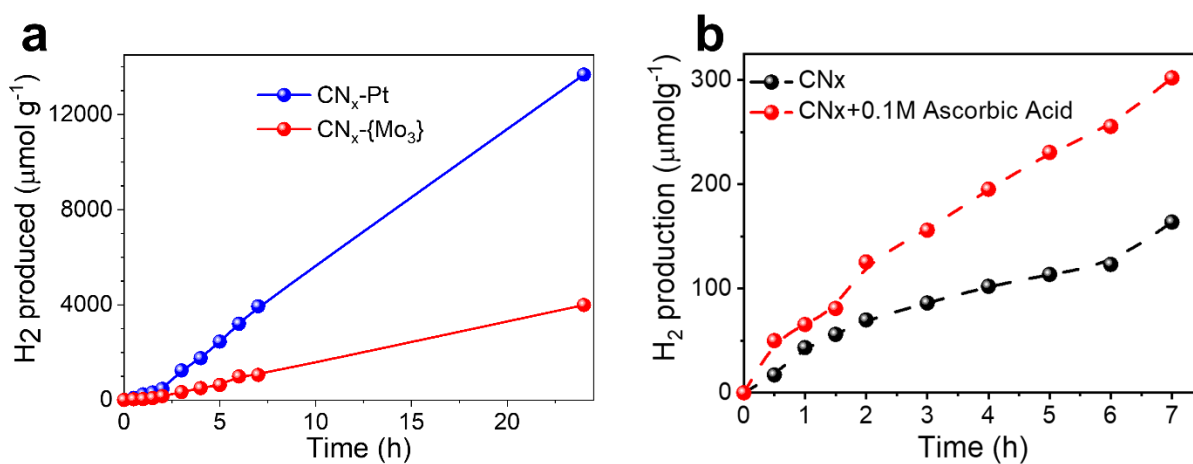 a
CNₓ-Pt
CNₓ-{Mo₃}
H2 produced (μmol g⁻¹)
12000
8000
4000
0
0 5 10 15 20
Time (h)
b
CNx
CNx+0.1M Ascorbic Acid
H₂ production (μmolg⁻¹)
300
200
100
0
0 1 2 3 4 5 6 7
Time (h)